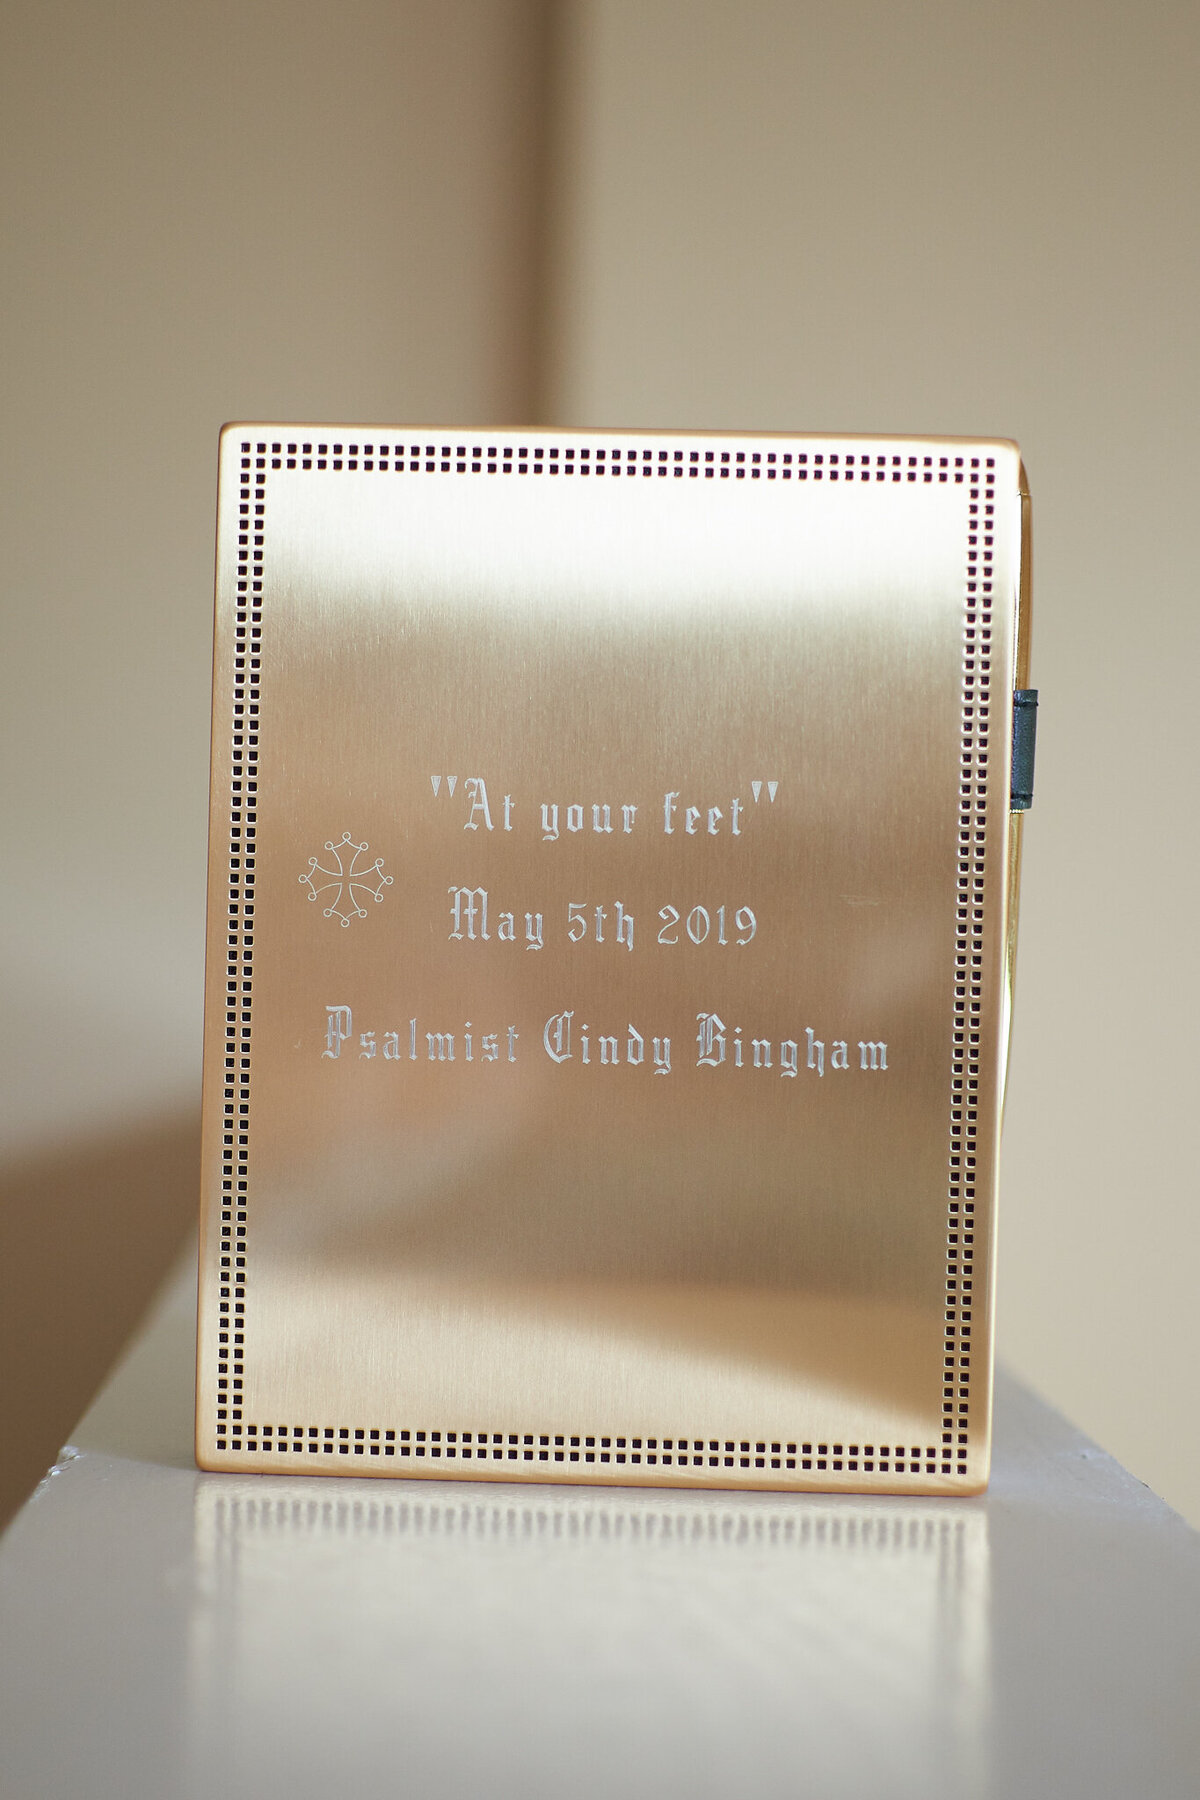 "At your feet"
May 5th 2019
Psalmist Cindy Bingham